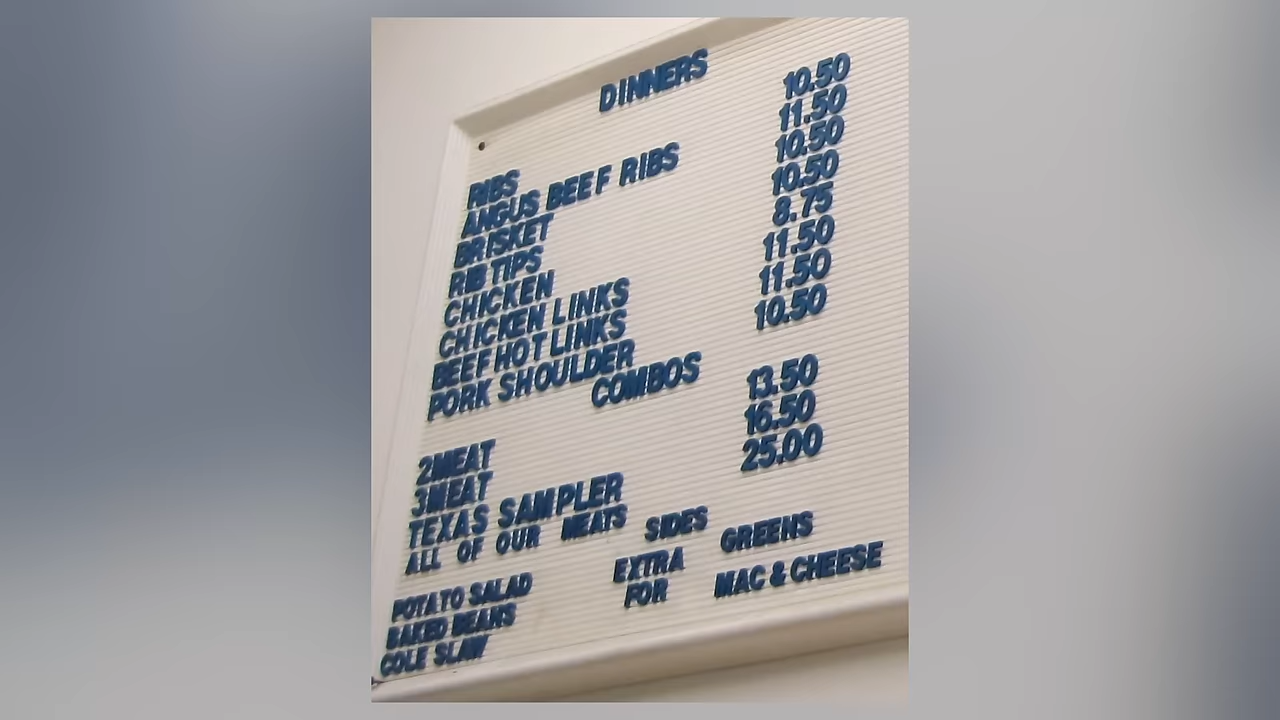 DINNERS
RIBS 10.50
ANGUS BEEF RIBS 11.50
BRISKET 10.50
RIB TIPS 10.50
CHICKEN 8.75
CHICKEN LINKS 11.50
BEEF HOT LINKS 11.50
PORK SHOULDER 10.50
COMBOS
2MEAT 13.50
3MEAT 16.50
TEXAS SAMPLER 25.00
ALL OF OUR MEATS
SIDES
POTATO SALAD EXTRA GREENS
BAKED BEANS FOR MAC & CHEESE
COLE SLAW